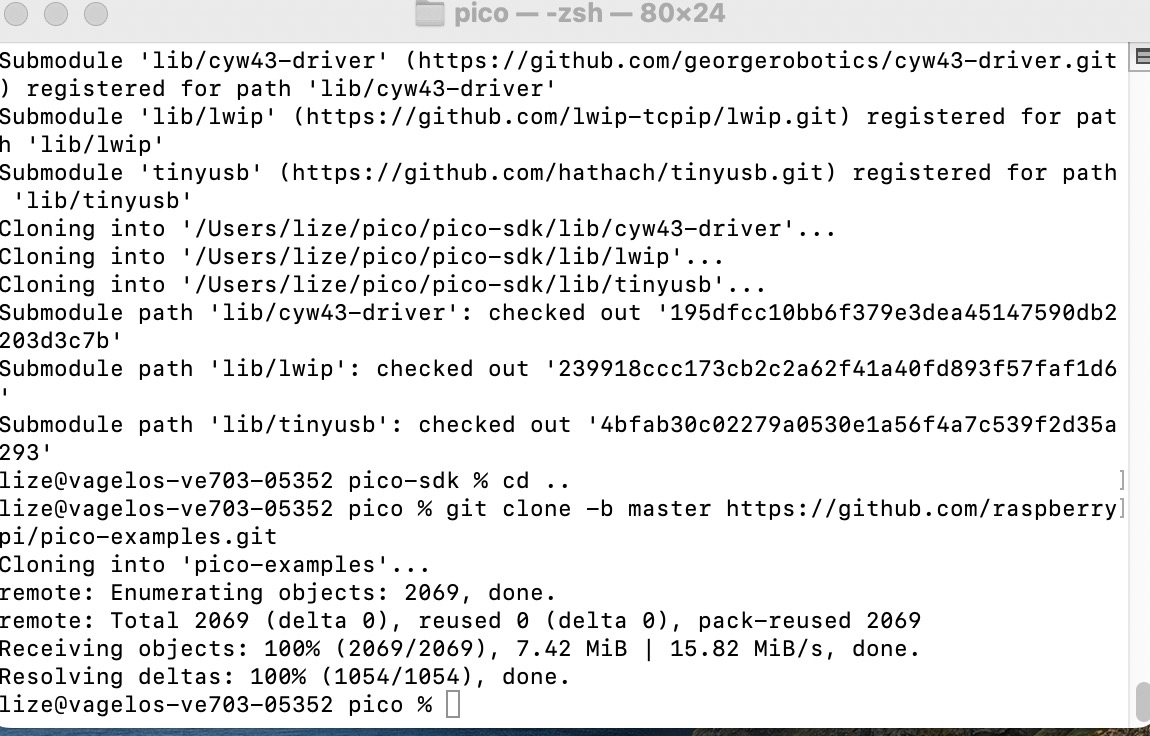 pico — -zsh — 80×24
Submodule 'lib/cyw43-driver' (https://github.com/georgerobotics/cyw43-driver.git
) registered for path 'lib/cyw43-driver'
Submodule 'lib/lwip' (https://github.com/lwip-tcpip/lwip.git) registered for pat
h 'lib/lwip'
Submodule 'tinyusb' (https://github.com/hathach/tinyusb.git) registered for path
 'lib/tinyusb'
Cloning into '/Users/lize/pico/pico-sdk/lib/cyw43-driver'...
Cloning into '/Users/lize/pico/pico-sdk/lib/lwip'...
Cloning into '/Users/lize/pico/pico-sdk/lib/tinyusb'...
Submodule path 'lib/cyw43-driver': checked out '195dfcc10bb6f379e3dea45147590db2
203d3c7b'
Submodule path 'lib/lwip': checked out '239918ccc173cb2c2a62f41a40fd893f57faf1d6
'
Submodule path 'lib/tinyusb': checked out '4bfab30c02279a0530e1a56f4a7c539f2d35a
293'
lize@vagelos-ve703-05352 pico-sdk % cd ..
lize@vagelos-ve703-05352 pico % git clone -b master https://github.com/raspberry
pi/pico-examples.git
Cloning into 'pico-examples'...
remote: Enumerating objects: 2069, done.
remote: Total 2069 (delta 0), reused 0 (delta 0), pack-reused 2069
Receiving objects: 100% (2069/2069), 7.42 MiB | 15.82 MiB/s, done.
Resolving deltas: 100% (1054/1054), done.
lize@vagelos-ve703-05352 pico %